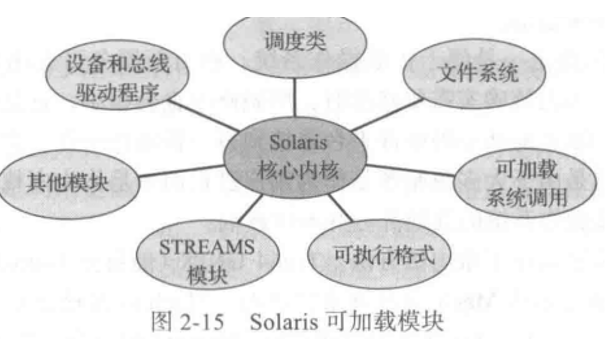 调度类
设备和总线
驱动程序
文件系统
Solaris
核心内核
其他模块
可加载
系统调用
STREAMS
模块
可执行格式
图 2-15 Solaris 可加载模块